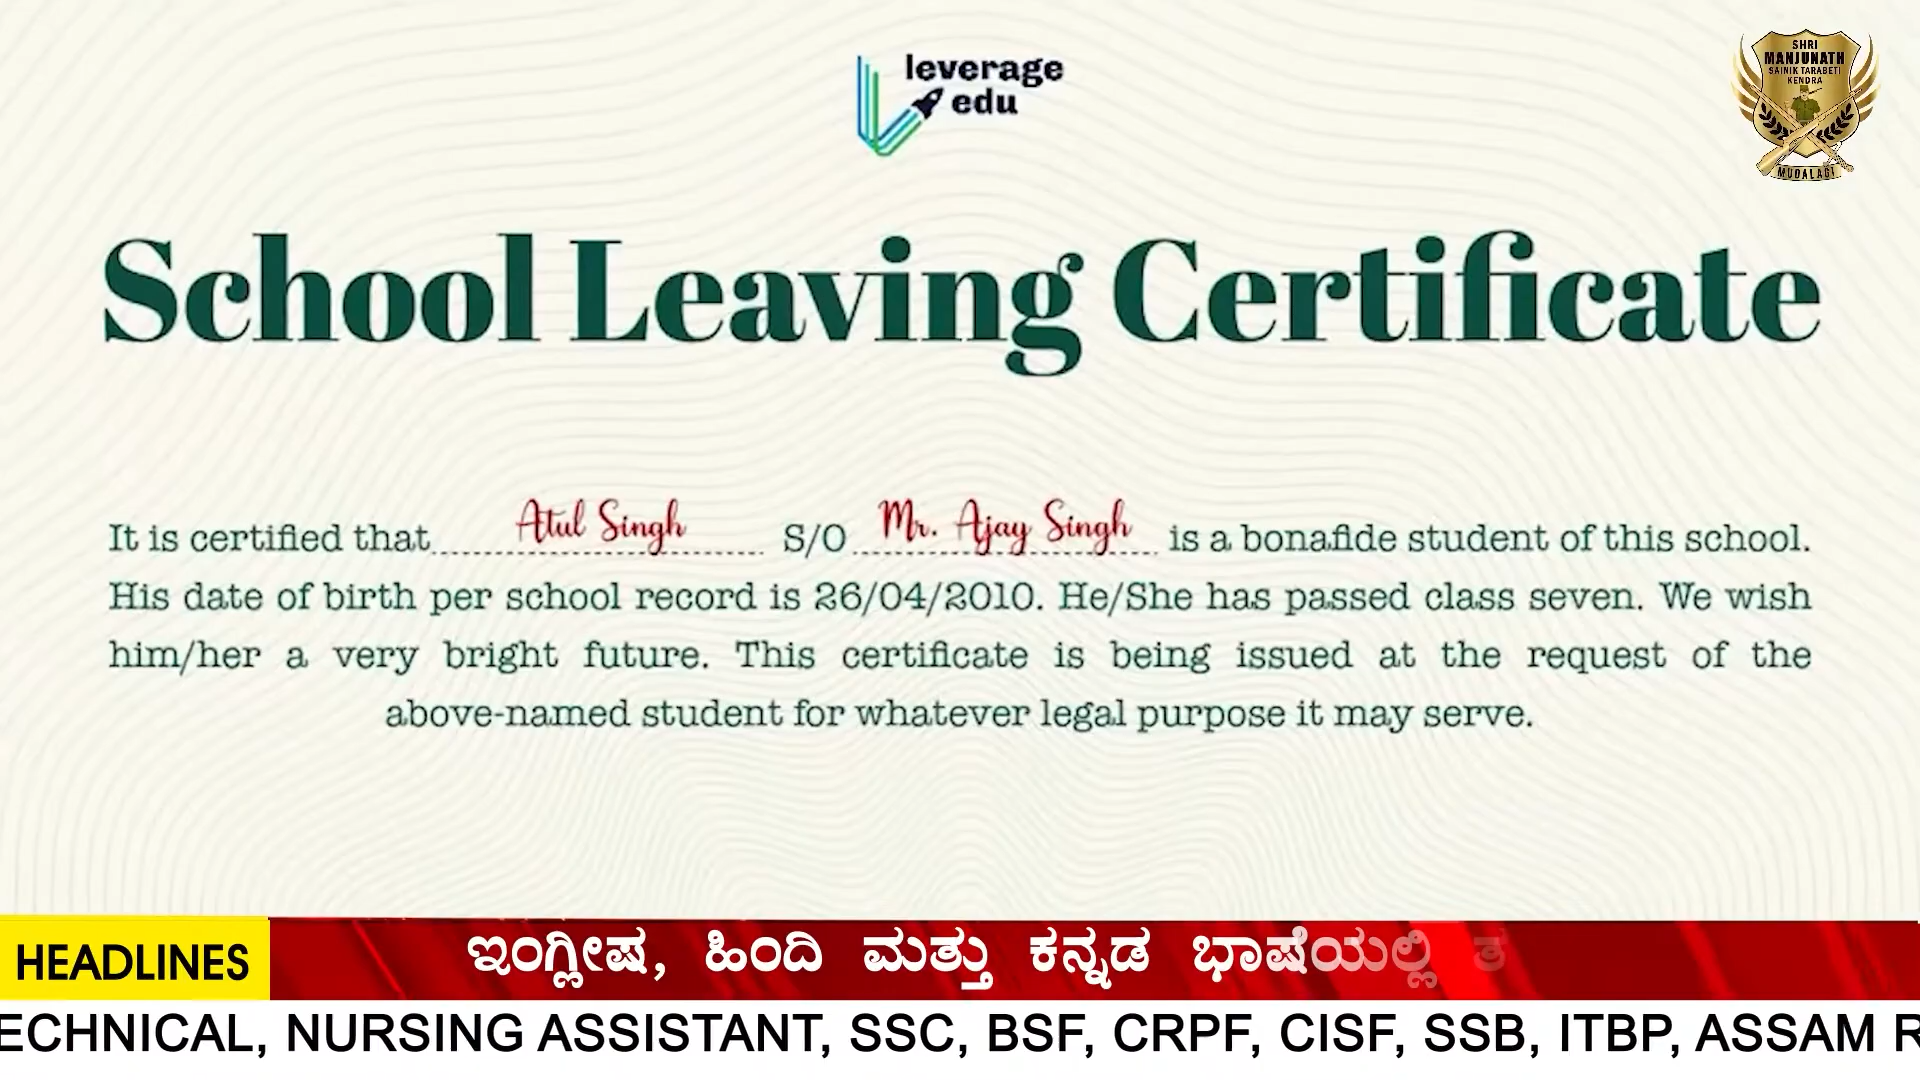 leverage
edu
SHRI
MANJUNATH
SAINIK TARABETI
KENDRA
MUDALAGI
School Leaving Certificate
It is certified that Atul Singh S/O Mr. Ajay Singh is a bonafide student of this school.
His date of birth per school record is 26/04/2010. He/She has passed class seven. We wish
him/her a very bright future. This certificate is being issued at the request of the
above-named student for whatever legal purpose it may serve.
HEADLINES
ಇಂಗ್ಲೀಷ, ಹಿಂದಿ ಮತ್ತು ಕನ್ನಡ ಭಾಷೆಯಲ್ಲಿ ತ
ECHNICAL, NURSING ASSISTANT, SSC, BSF, CRPF, CISF, SSB, ITBP, ASSAM R